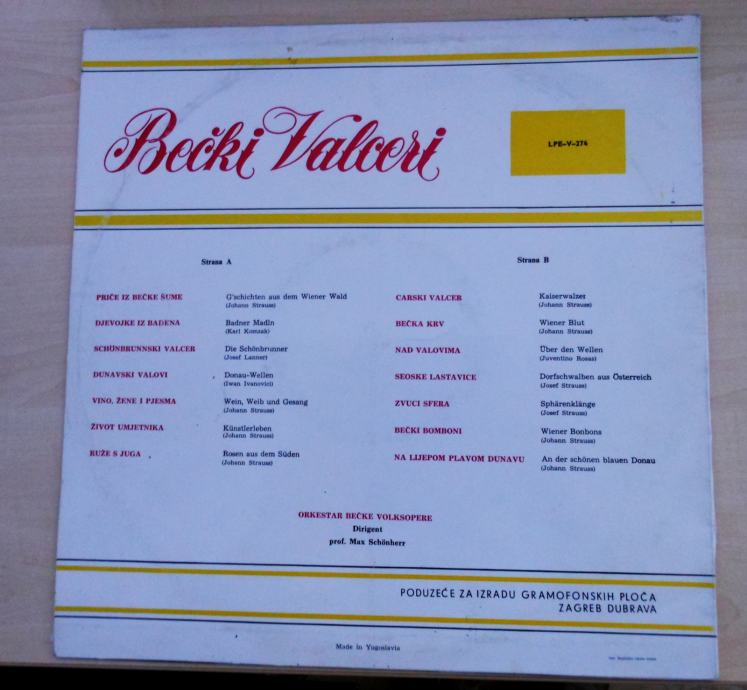 Bečki Valceri
LPE-V-276
Strana A
PRIČE IZ BEČKE ŠUME G'schichten aus dem Wiener Wald
(Johann Strauss)
DJEVOJKE IZ BADENA Badner Madln
(Karl Komzak)
SCHÖNBRUNNSKI VALCER Die Schönbrunner
(Josef Lanner)
DUNAVSKI VALOVI Donau-Wellen
(Iwan Ivanovici)
VINO, ŽENE I PJESMA Wein, Weib und Gesang
(Johann Strauss)
ŽIVOT UMJETNIKA Künstlerleben
(Johann Strauss)
RUŽE S JUGA Rosen aus dem Süden
(Johann Strauss)
Strana B
CARSKI VALCER Kaiserwalzer
(Johann Strauss)
BEČKA KRV Wiener Blut
(Johann Strauss)
NAD VALOVIMA Über den Wellen
(Juventino Rosas)
SEOSKE LASTAVICE Dorfschwalben aus Österreich
(Josef Strauss)
ZVUCI SFERA Sphärenklänge
(Josef Strauss)
BEČKI BOMBONI Wiener Bonbons
(Johann Strauss)
NA LIJEPOM PLAVOM DUNAVU An der schönen blauen Donau
(Johann Strauss)
ORKESTAR BEČKE VOLKSOPERE
Dirigent
prof. Max Schönherr
PODUZEĆE ZA IZRADU GRAMOFONSKIH PLOČA
ZAGREB DUBRAVA
Made in Yugoslavia